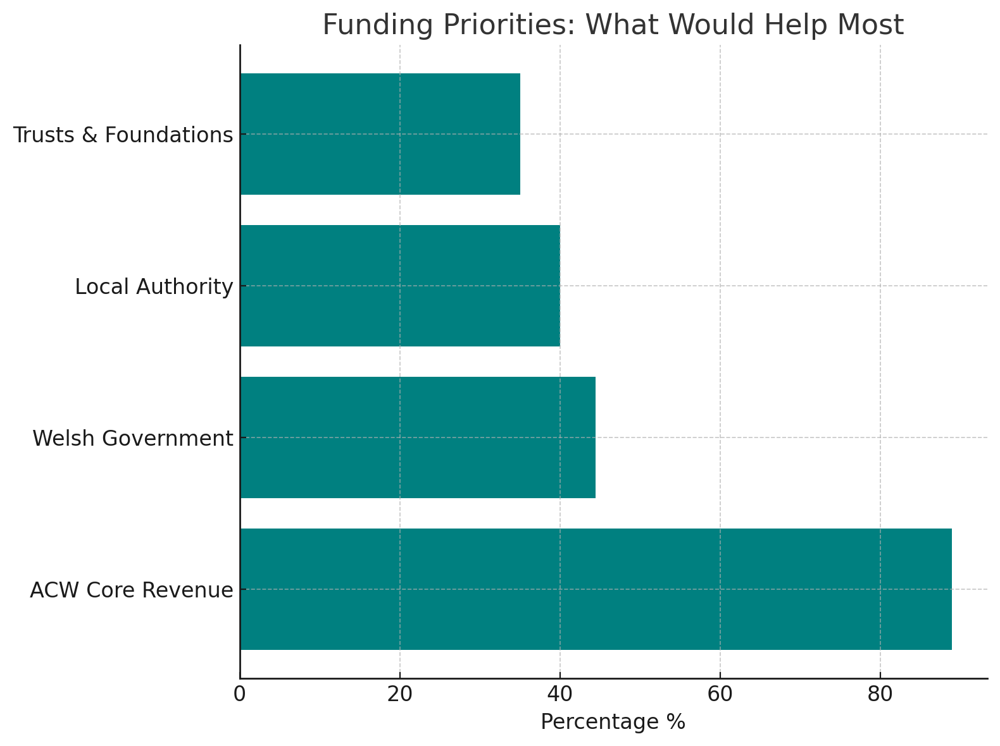 Funding Priorities: What Would Help Most
Trusts & Foundations
Local Authority
Welsh Government
ACW Core Revenue
0 20 40 60 80
Percentage %